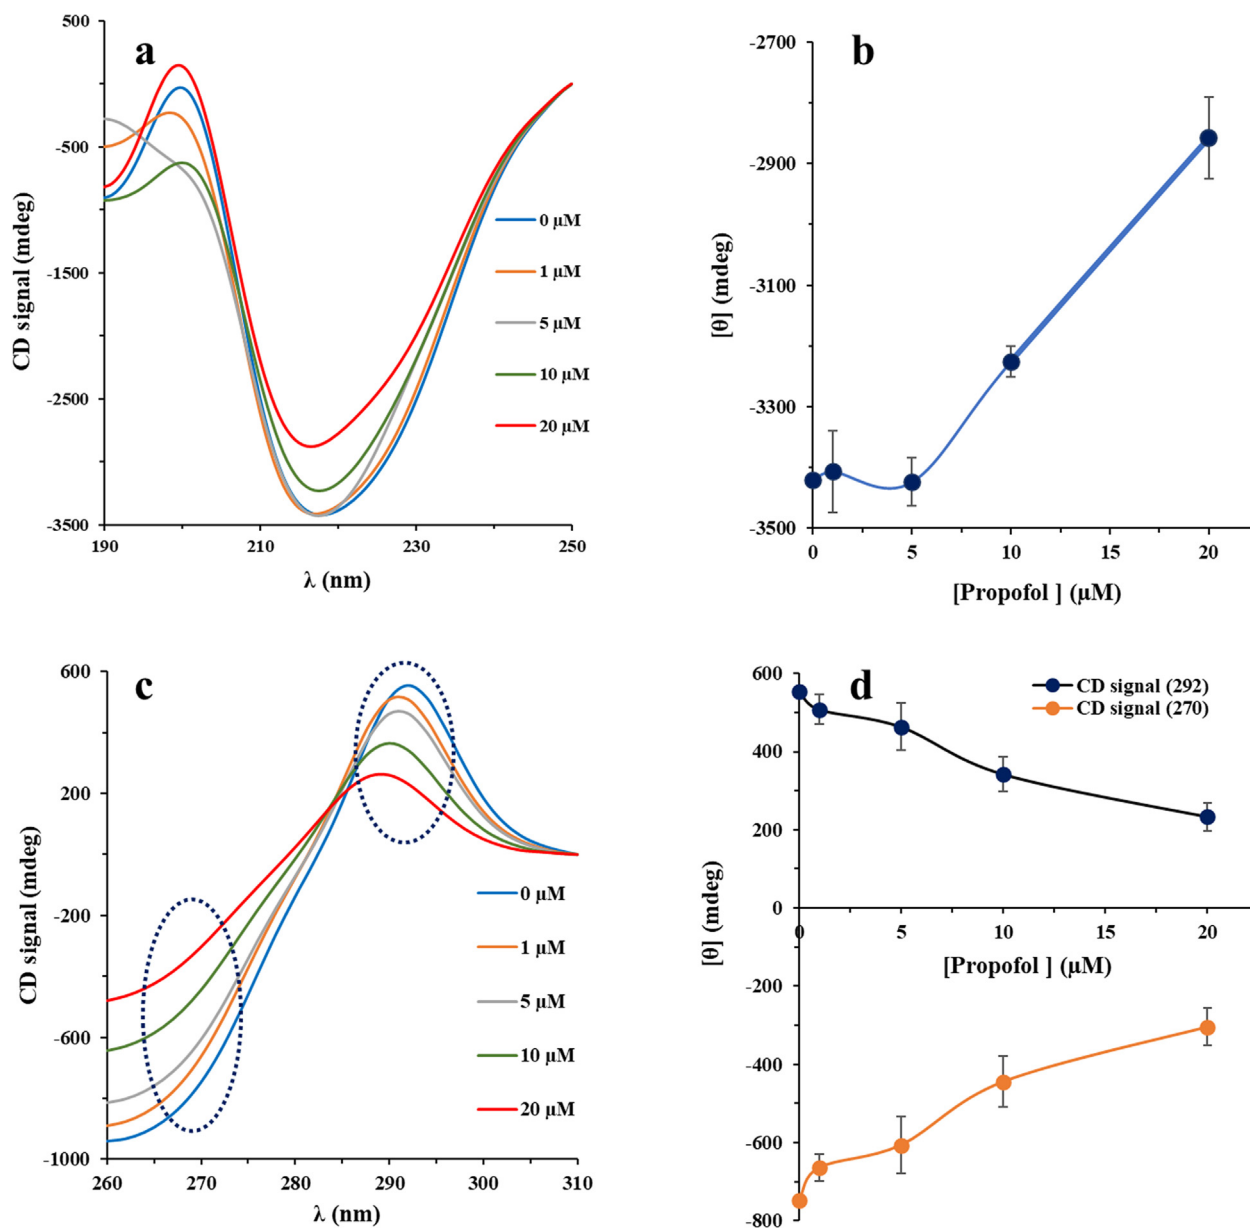 a
500
-500
-1500
-2500
-3500
190
210
230
250
CD signal (mdeg)
λ (nm)
0 µM
1 µM
5 µM
10 µM
20 µM
b
-2700
-2900
-3100
-3300
-3500
0
5
10
15
20
[θ] (mdeg)
[Propofol ] (µM)
c
600
200
-200
-600
-1000
260
270
280
290
300
310
CD signal (mdeg)
λ (nm)
0 µM
1 µM
5 µM
10 µM
20 µM
d
CD signal (292)
CD signal (270)
600
400
200
0
-200
-400
-600
-800
0
5
10
15
20
[θ] (mdeg)
[Propofol ] (µM)